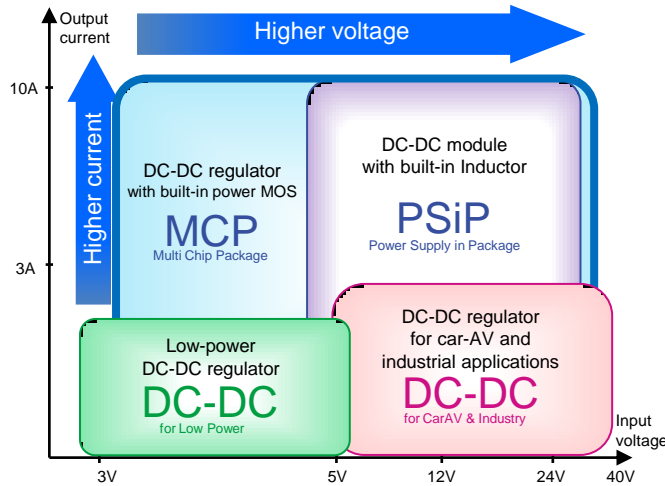 Output
current
Higher voltage
10A
Higher current
DC-DC regulator
with built-in power MOS
MCP
Multi Chip Package
DC-DC module
with built-in Inductor
PSiP
Power Supply in Package
3A
Low-power
DC-DC regulator
DC-DC
for Low Power
DC-DC regulator
for car-AV and
industrial applications
DC-DC
for CarAV & Industry
Input
voltage
3V
5V
12V
24V
40V